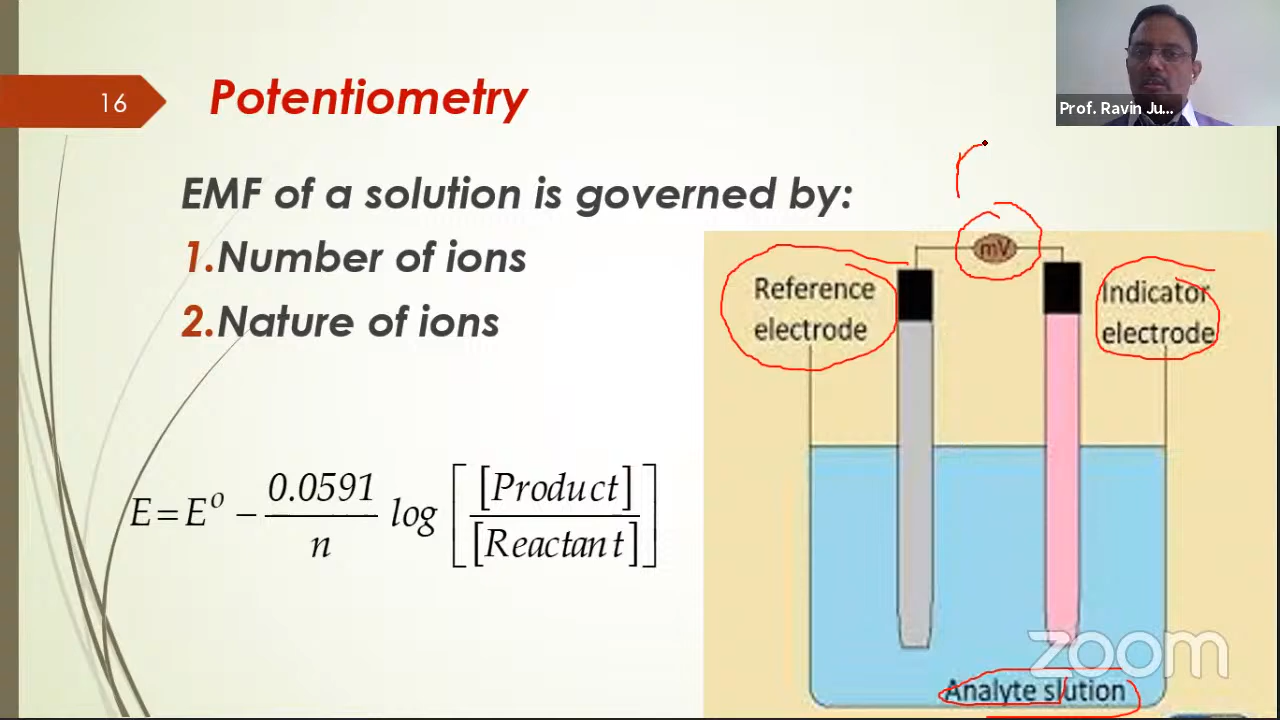 16
Potentiometry
Prof. Ravin Ju...
EMF of a solution is governed by:
1.Number of ions
2.Nature of ions
mV
Reference
electrode
Indicator
electrode
E=E° − 0.0591/n log [[Product]/[Reactant]]
zoom
Analyte slution